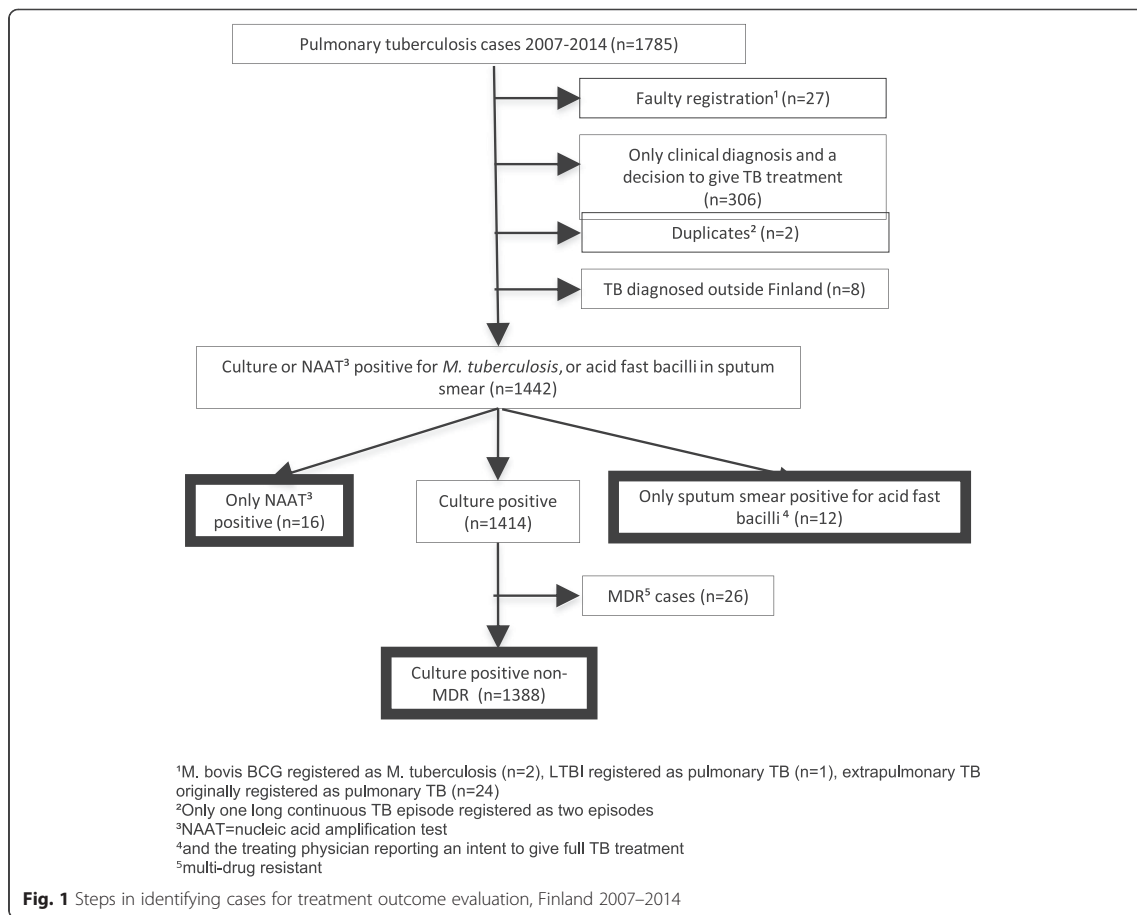 Pulmonary tuberculosis cases 2007-2014 (n=1785)
Faulty registration¹ (n=27)
Only clinical diagnosis and a
decision to give TB treatment
(n=306)
Duplicates² (n=2)
TB diagnosed outside Finland (n=8)
Culture or NAAT³ positive for M. tuberculosis, or acid fast bacilli in sputum
smear (n=1442)
Only NAAT³
positive (n=16)
Culture positive
(n=1414)
Only sputum smear positive for acid fast
bacilli ⁴ (n=12)
MDR⁵ cases (n=26)
Culture positive non-
MDR (n=1388)
¹M. bovis BCG registered as M. tuberculosis (n=2), LTBI registered as pulmonary TB (n=1), extrapulmonary TB
originally registered as pulmonary TB (n=24)
²Only one long continuous TB episode registered as two episodes
³NAAT=nucleic acid amplification test
⁴and the treating physician reporting an intent to give full TB treatment
⁵multi-drug resistant
Fig. 1 Steps in identifying cases for treatment outcome evaluation, Finland 2007–2014